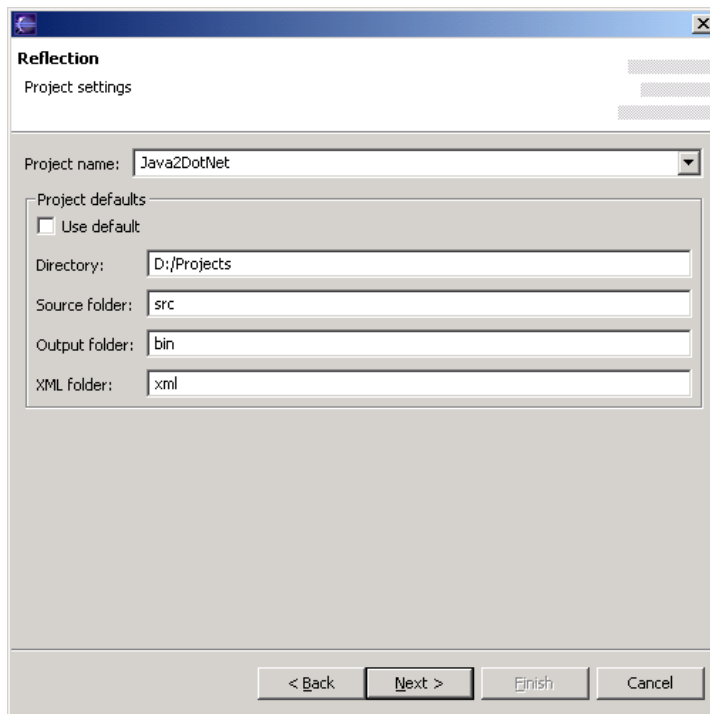 Reflection
Project settings
Project name: Java2DotNet
Project defaults
Use default
Directory: D:/Projects
Source folder: src
Output folder: bin
XML folder: xml
< Back Next > Finish Cancel